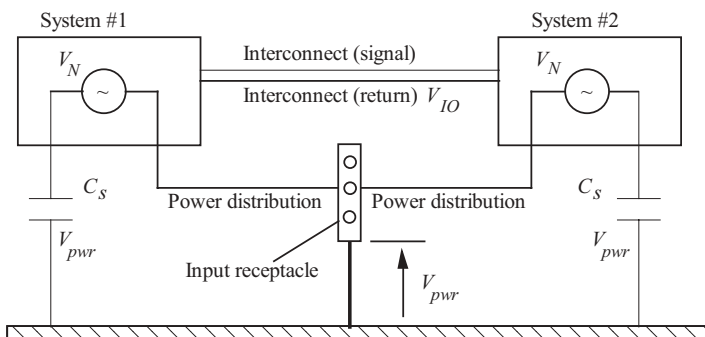 System #1
System #2
V_N
~
Interconnect (signal)
Interconnect (return) V_IO
V_N
~
C_s
Power distribution
Power distribution
C_s
V_pwr
Input receptacle
V_pwr
V_pwr